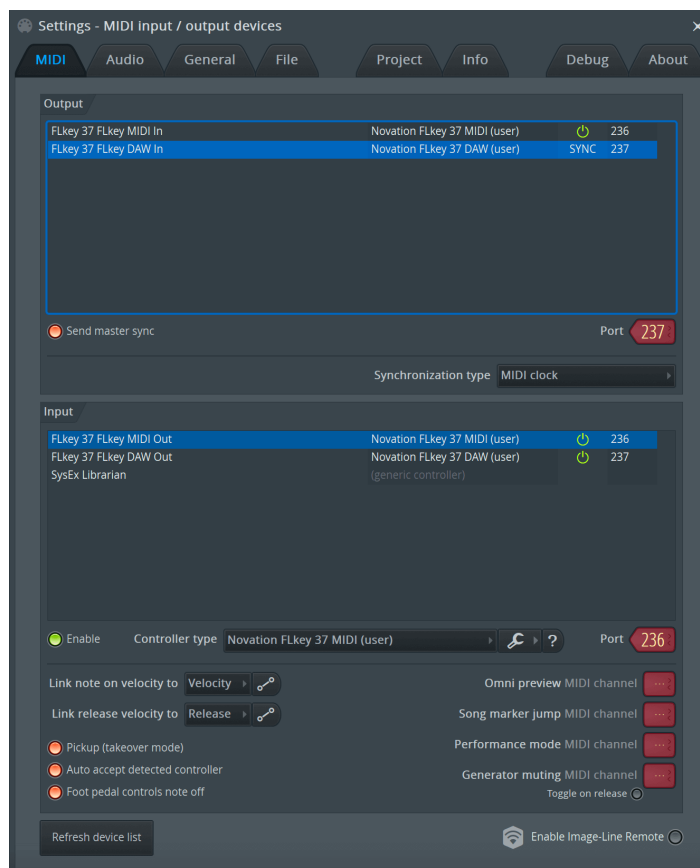 Settings - MIDI input / output devices
MIDI Audio General File Project Info Debug About
Output
FLkey 37 FLkey MIDI In Novation FLkey 37 MIDI (user) 236
FLkey 37 FLkey DAW In Novation FLkey 37 DAW (user) SYNC 237
Send master sync Port 237
Synchronization type MIDI clock
Input
FLkey 37 FLkey MIDI Out Novation FLkey 37 MIDI (user) 236
FLkey 37 FLkey DAW Out Novation FLkey 37 DAW (user) 237
SysEx Librarian (generic controller)
Enable Controller type Novation FLkey 37 MIDI (user) ? Port 236
Link note on velocity to Velocity Omni preview MIDI channel ---
Link release velocity to Release Song marker jump MIDI channel ---
Pickup (takeover mode) Performance mode MIDI channel ---
Auto accept detected controller Generator muting MIDI channel ---
Foot pedal controls note off Toggle on release
Refresh device list Enable Image-Line Remote